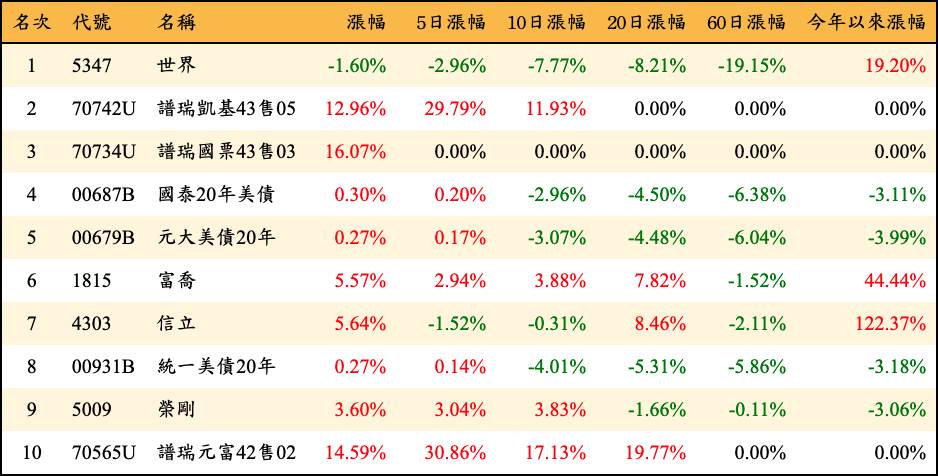 名次 代號 名稱 漲幅 5日漲幅 10日漲幅 20日漲幅 60日漲幅 今年以來漲幅
1 5347 世界 -1.60% -2.96% -7.77% -8.21% -19.15% 19.20%
2 70742U 譜瑞凱基43售05 12.96% 29.79% 11.93% 0.00% 0.00% 0.00%
3 70734U 譜瑞國票43售03 16.07% 0.00% 0.00% 0.00% 0.00% 0.00%
4 00687B 國泰20年美債 0.30% 0.20% -2.96% -4.50% -6.38% -3.11%
5 00679B 元大美債20年 0.27% 0.17% -3.07% -4.48% -6.04% -3.99%
6 1815 富喬 5.57% 2.94% 3.88% 7.82% -1.52% 44.44%
7 4303 信立 5.64% -1.52% -0.31% 8.46% -2.11% 122.37%
8 00931B 統一美債20年 0.27% 0.14% -4.01% -5.31% -5.86% -3.18%
9 5009 榮剛 3.60% 3.04% 3.83% -1.66% -0.11% -3.06%
10 70565U 譜瑞元富42售02 14.59% 30.86% 17.13% 19.77% 0.00% 0.00%